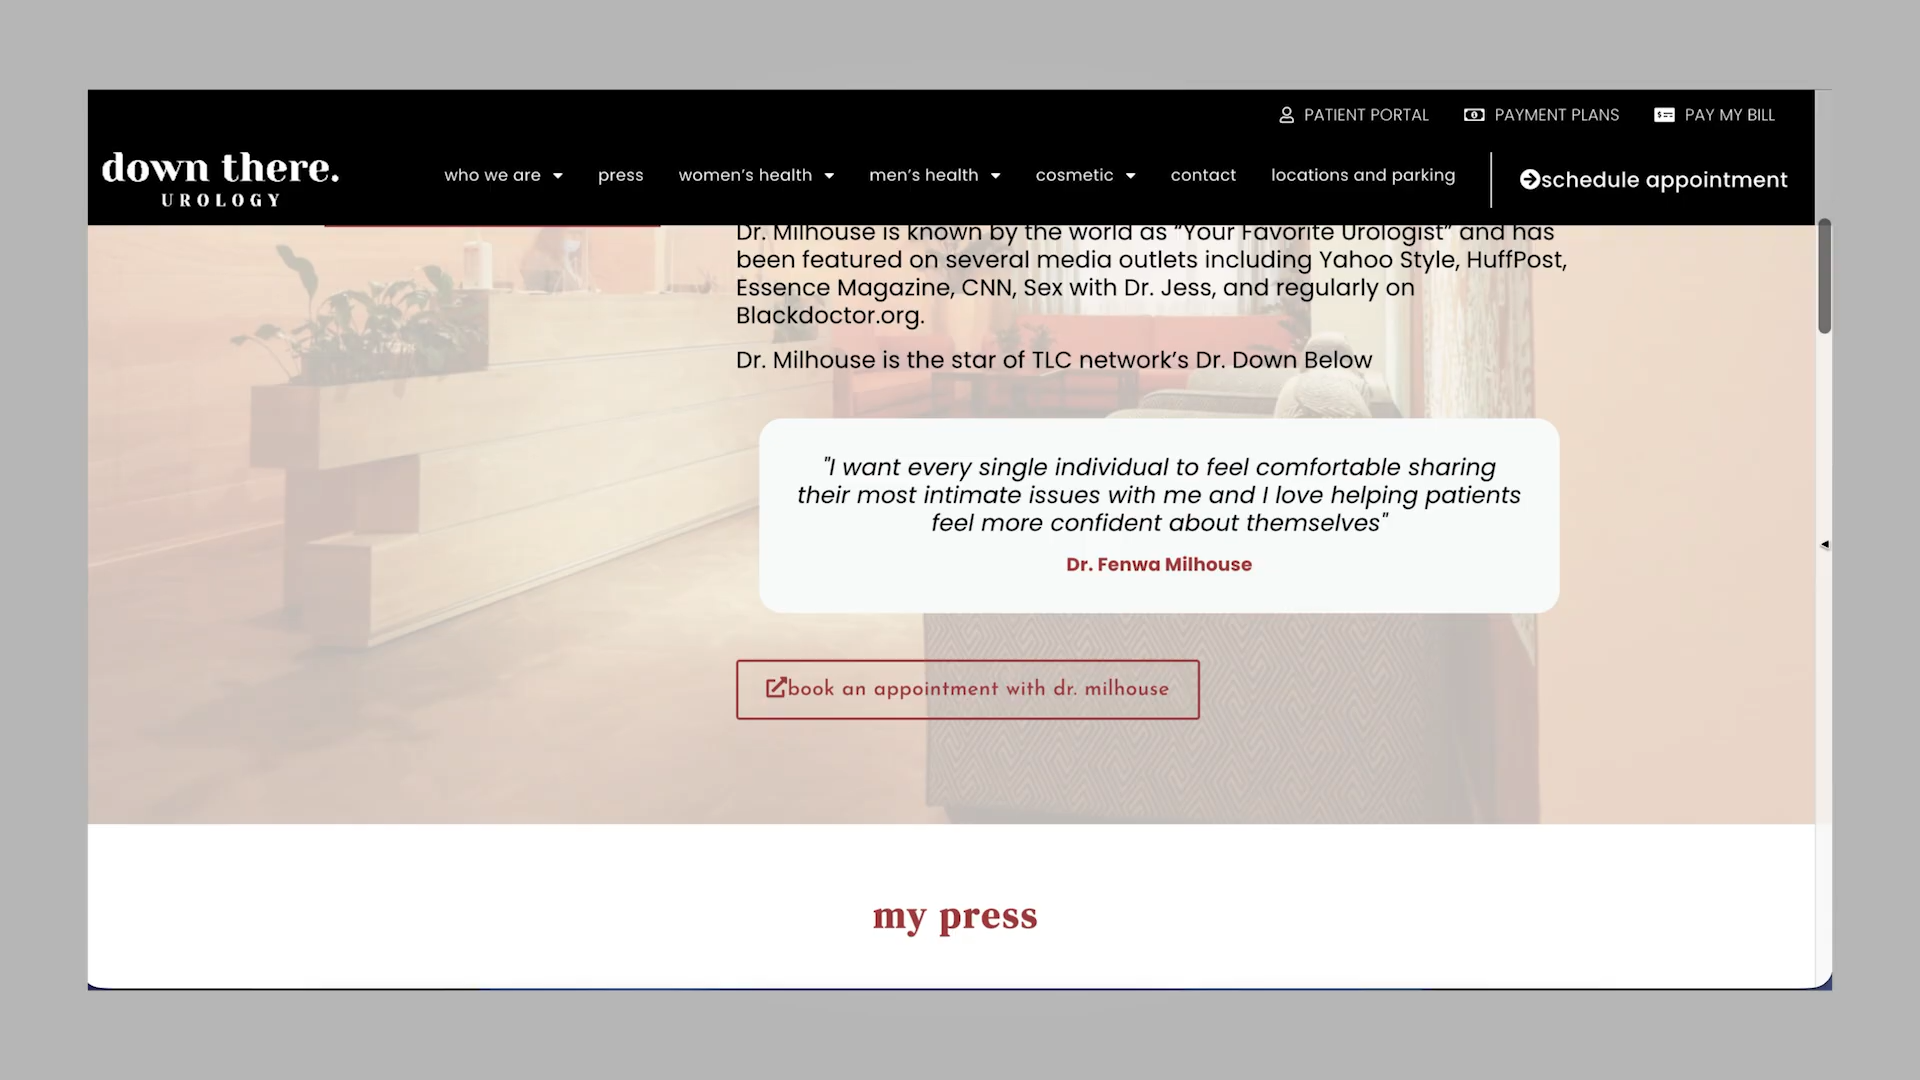 PATIENT PORTAL PAYMENT PLANS PAY MY BILL
down there.
UROLOGY
who we are press women’s health men’s health cosmetic contact locations and parking schedule appointment
Dr. Milhouse is known by the world as “Your Favorite Urologist” and has
been featured on several media outlets including Yahoo Style, HuffPost,
Essence Magazine, CNN, Sex with Dr. Jess, and regularly on
Blackdoctor.org.
Dr. Milhouse is the star of TLC network’s Dr. Down Below
"I want every single individual to feel comfortable sharing
their most intimate issues with me and I love helping patients
feel more confident about themselves"
Dr. Fenwa Milhouse
book an appointment with dr. milhouse
my press